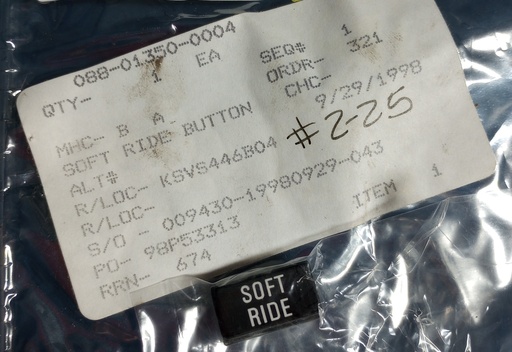 088-01350-0004
QTY-- 1 EA SEQ# 1
ORDR- 321
MHC- B A CHC-
SOFT RIDE BUTTON 9/29/1998
ALT# #2-25
R/LOC- KSVS446B04
R/LOC-
S/O - 009430-19980929-043
PO- 98P53313 ITEM 1
RRN- 674
SOFT
RIDE